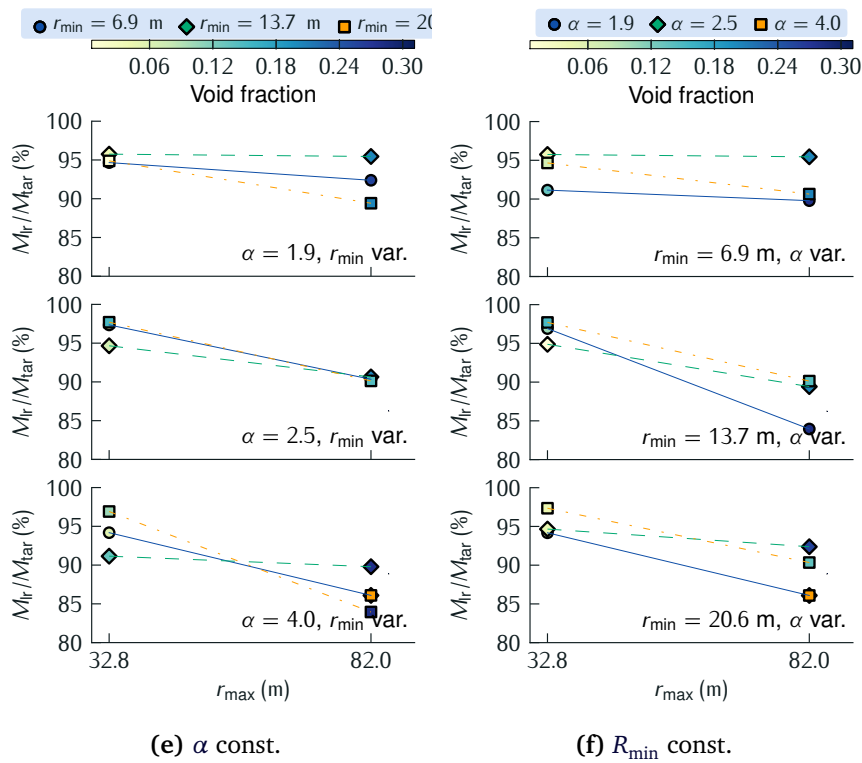 r_min = 6.9 m r_min = 13.7 m r_min = 20
0.06 0.12 0.18 0.24 0.30
Void fraction
100
95
90
85
80
M_lr/M_tar (%)
α = 1.9, r_min var.
100
95
90
85
80
M_lr/M_tar (%)
α = 2.5, r_min var.
100
95
90
85
80
M_lr/M_tar (%)
α = 4.0, r_min var.
32.8 82.0
r_max (m)
(e) α const.
α = 1.9 α = 2.5 α = 4.0
0.06 0.12 0.18 0.24 0.30
Void fraction
100
95
90
85
80
M_lr/M_tar (%)
r_min = 6.9 m, α var.
100
95
90
85
80
M_lr/M_tar (%)
r_min = 13.7 m, α var.
100
95
90
85
80
M_lr/M_tar (%)
r_min = 20.6 m, α var.
32.8 82.0
r_max (m)
(f) R_min const.